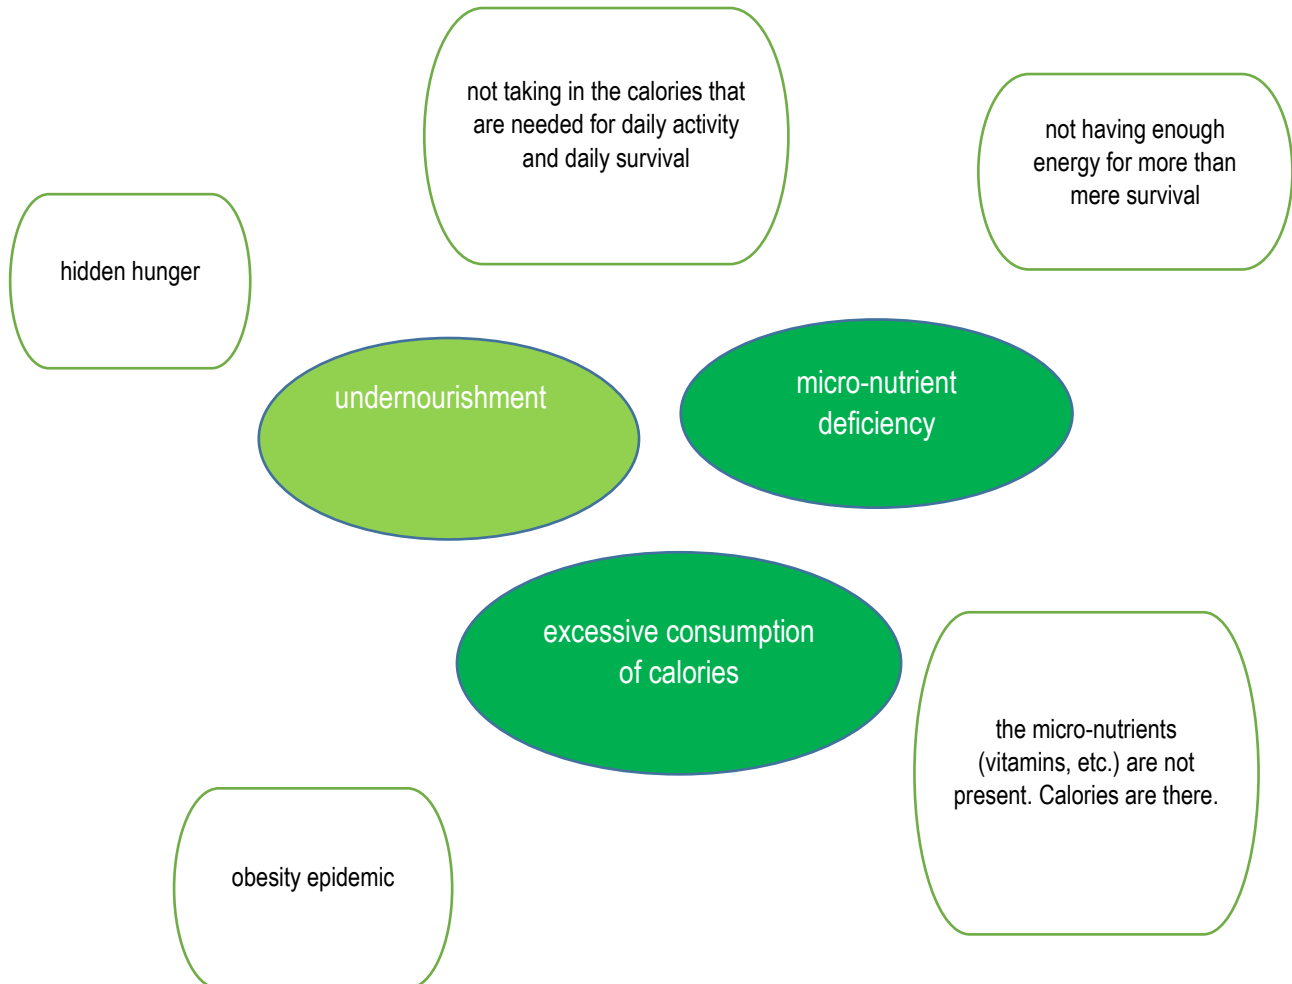 not taking in the calories that
are needed for daily activity
and daily survival
not having enough
energy for more than
mere survival
hidden hunger
undernourishment
micro-nutrient
deficiency
excessive consumption
of calories
the micro-nutrients
(vitamins, etc.) are not
present. Calories are there.
obesity epidemic